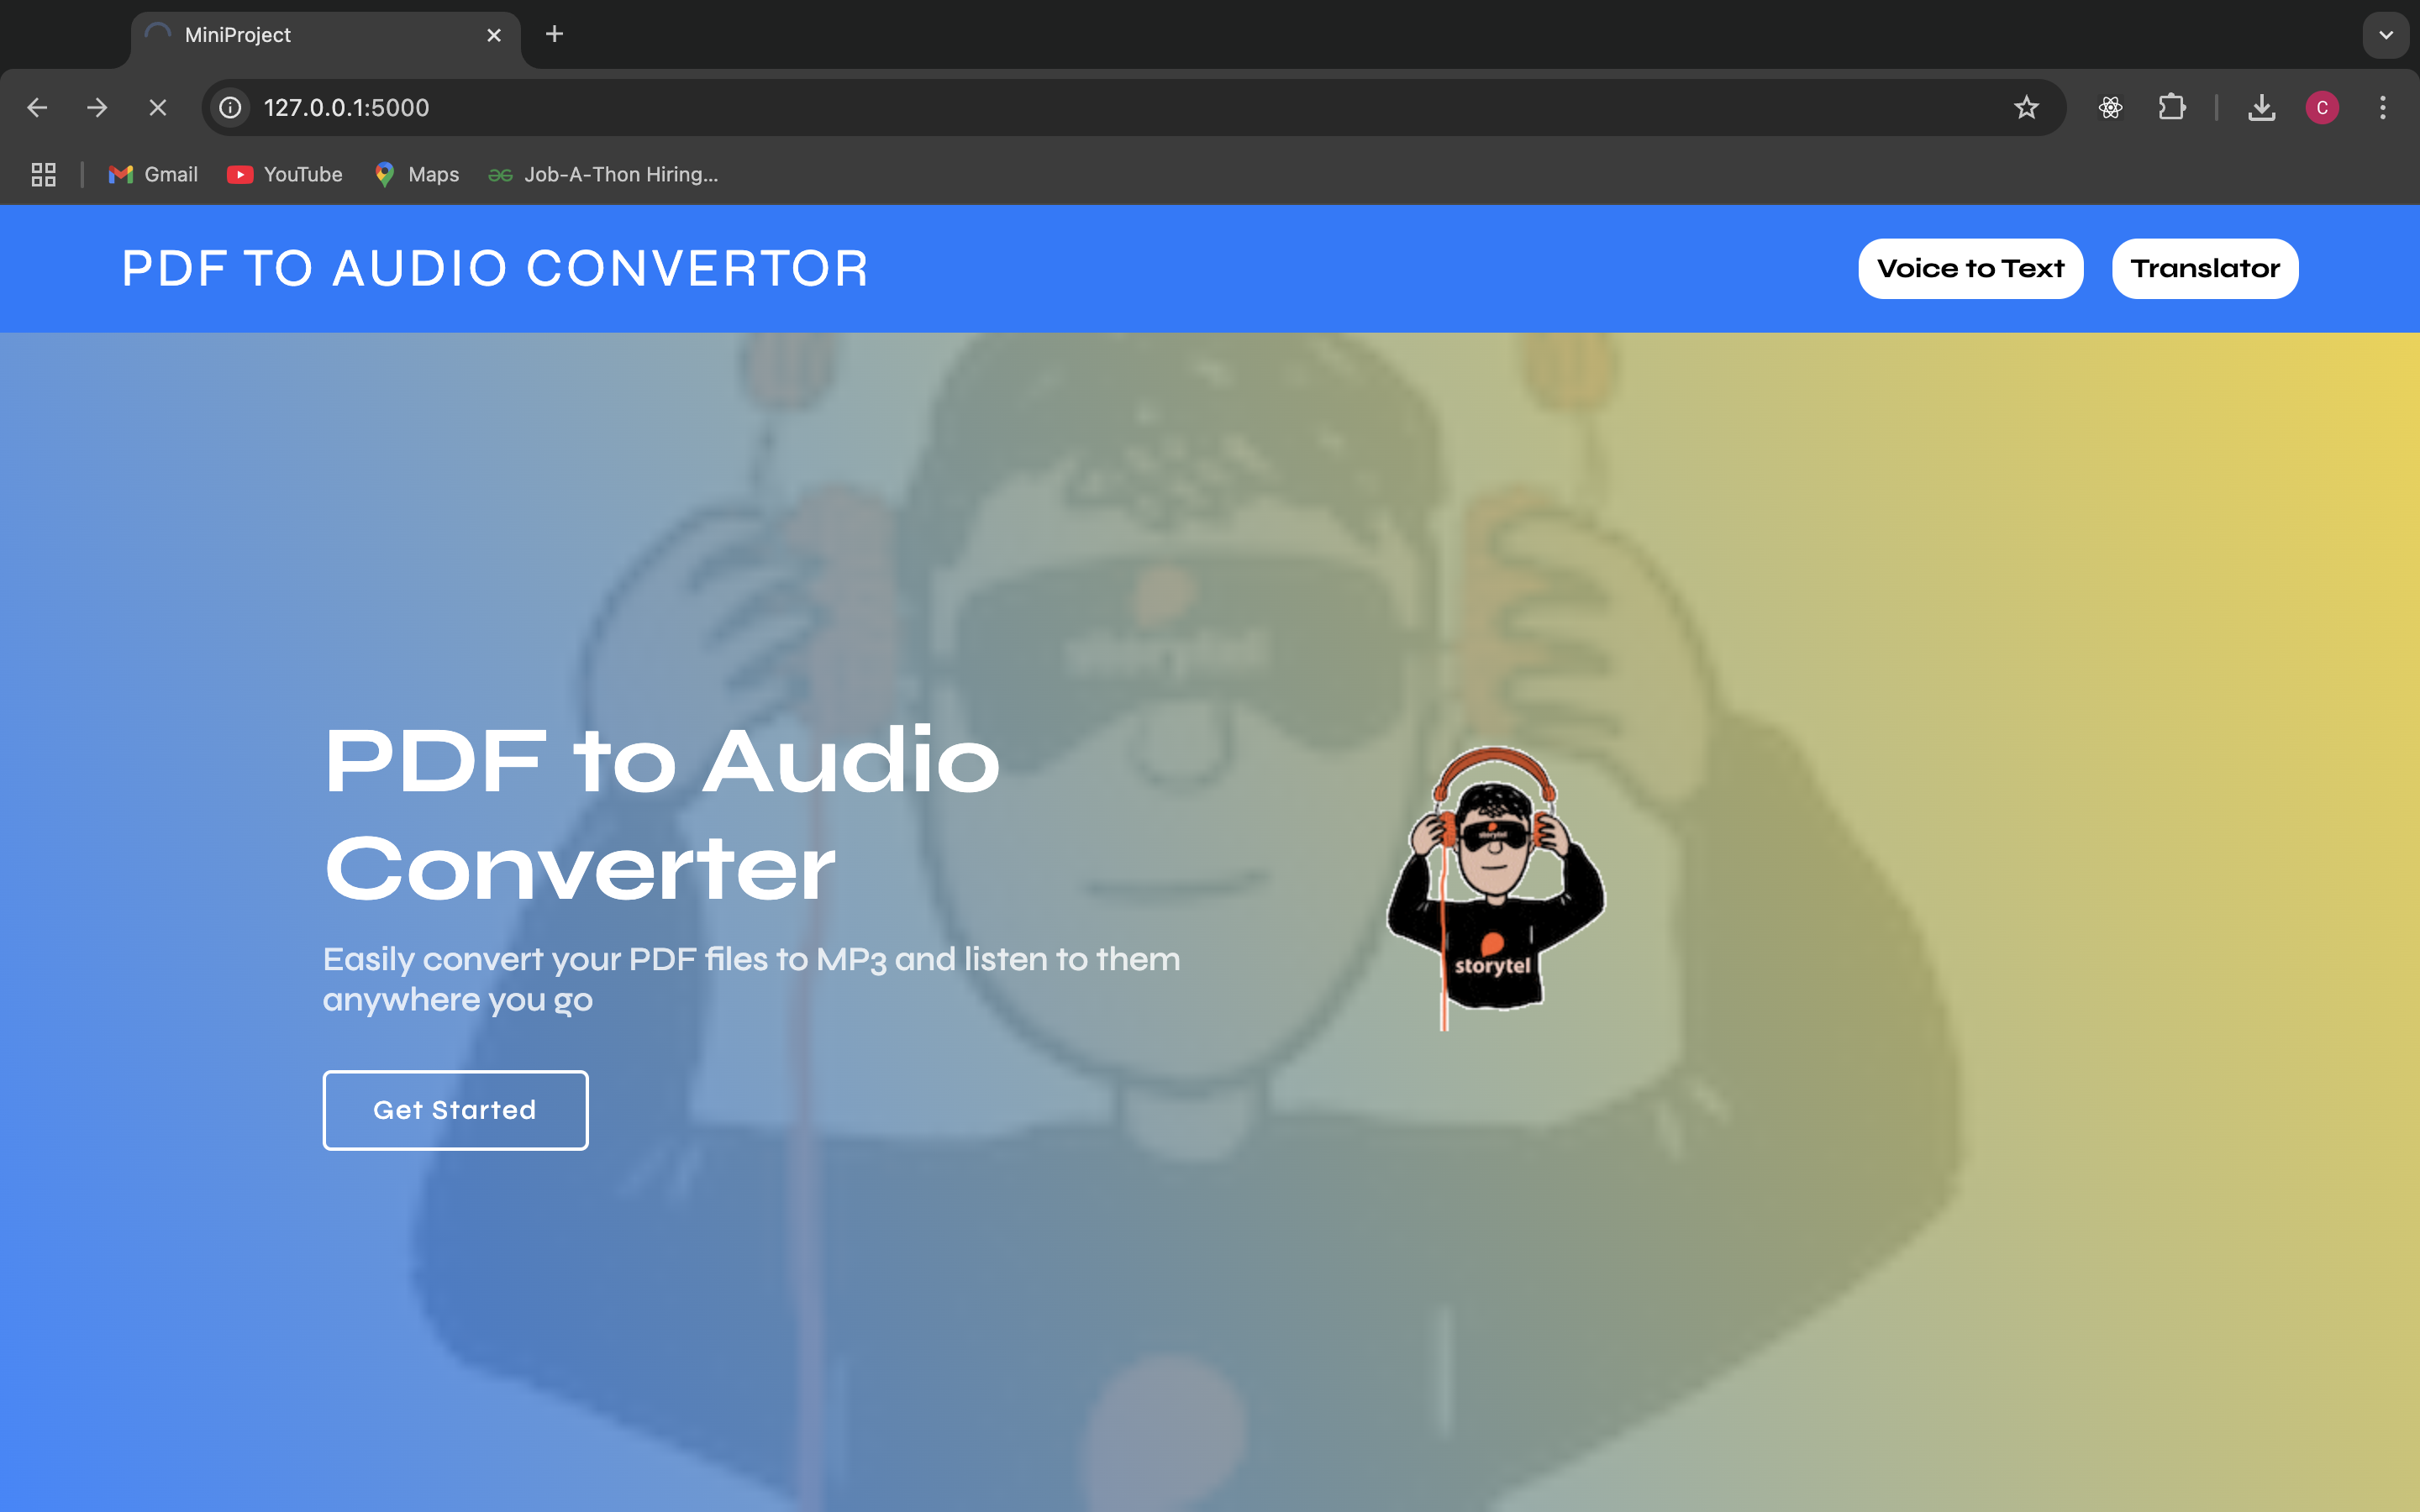 MiniProject
127.0.0.1:5000
C
Gmail YouTube Maps Job-A-Thon Hiring...
PDF TO AUDIO CONVERTOR Voice to Text Translator
storytel
PDF to Audio
Converter
storytel
Easily convert your PDF files to MP3 and listen to them
anywhere you go
storytel
Get Started